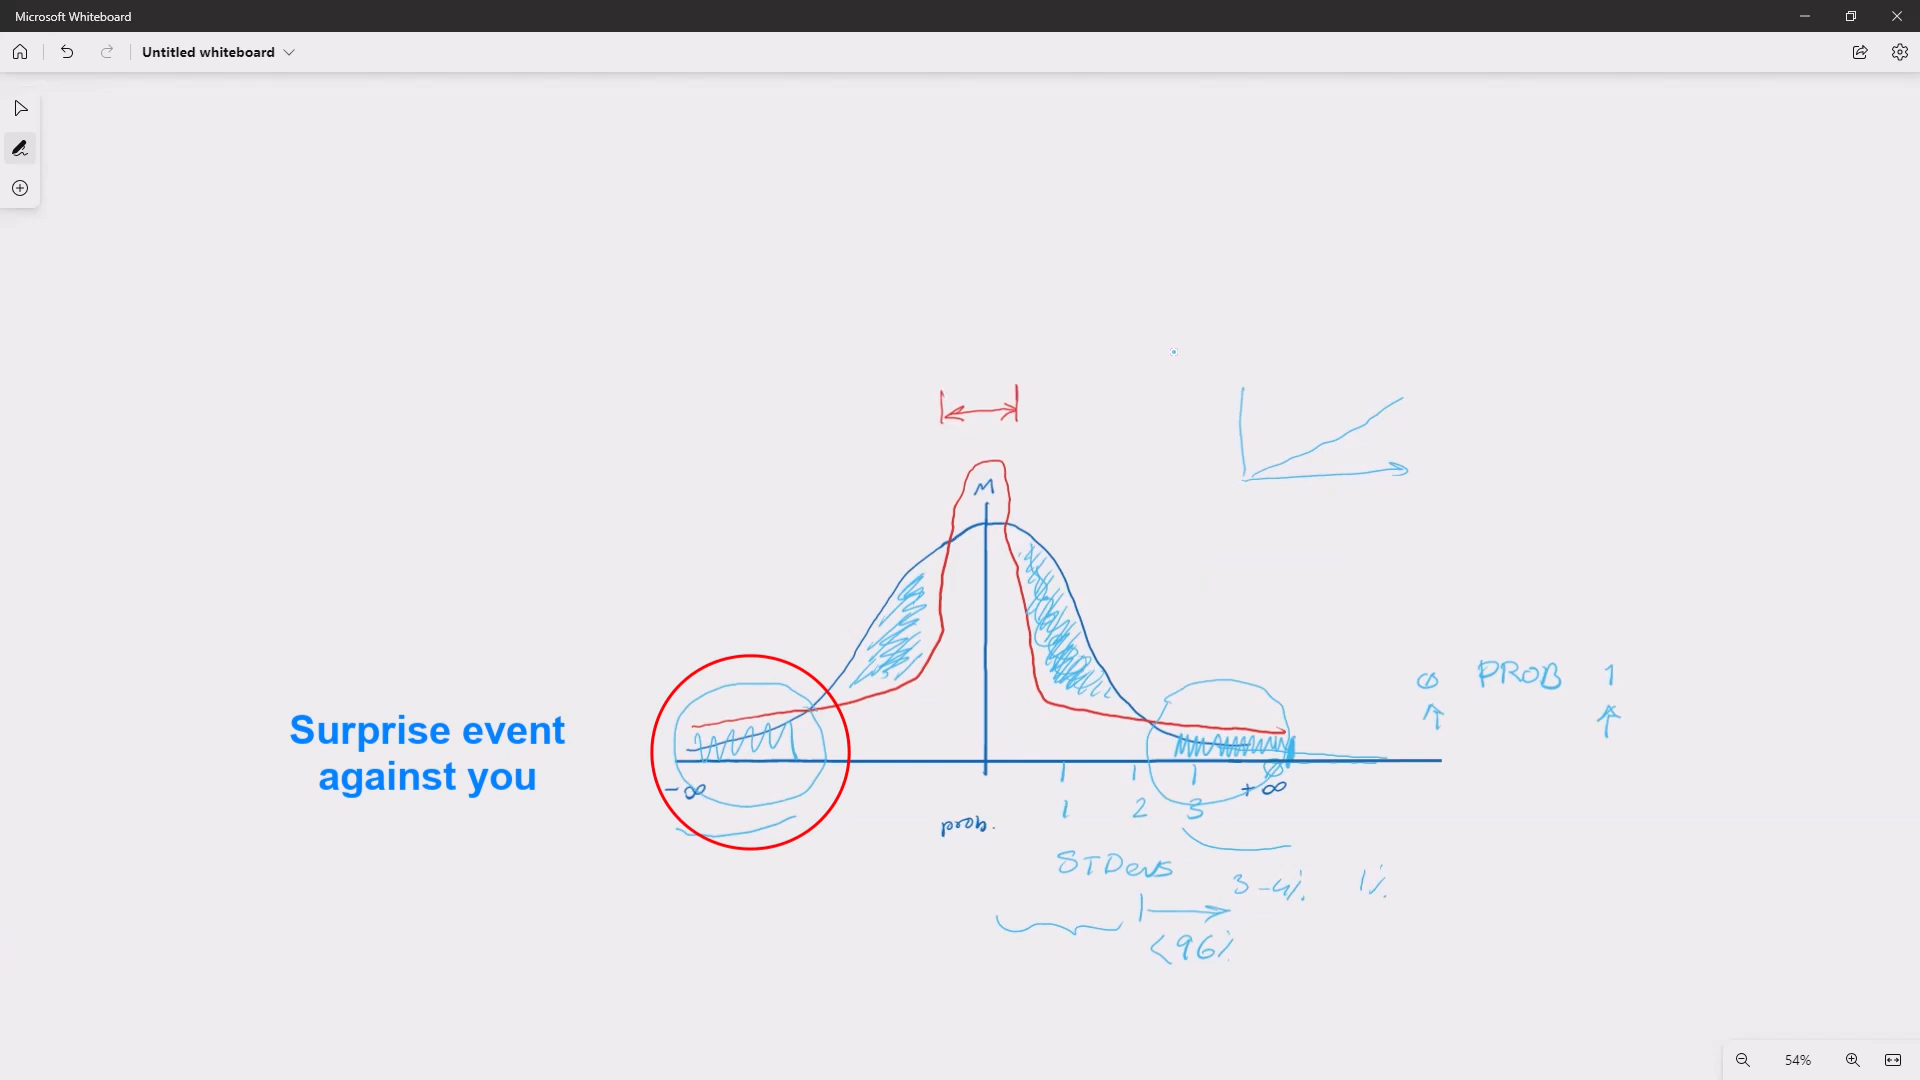 Microsoft Whiteboard
Untitled whiteboard
M
PROB 1
Surprise event
against you
- ∞
+ ∞
1 2 3
prob.
STDevs
3-4% 1%
<96%
54%